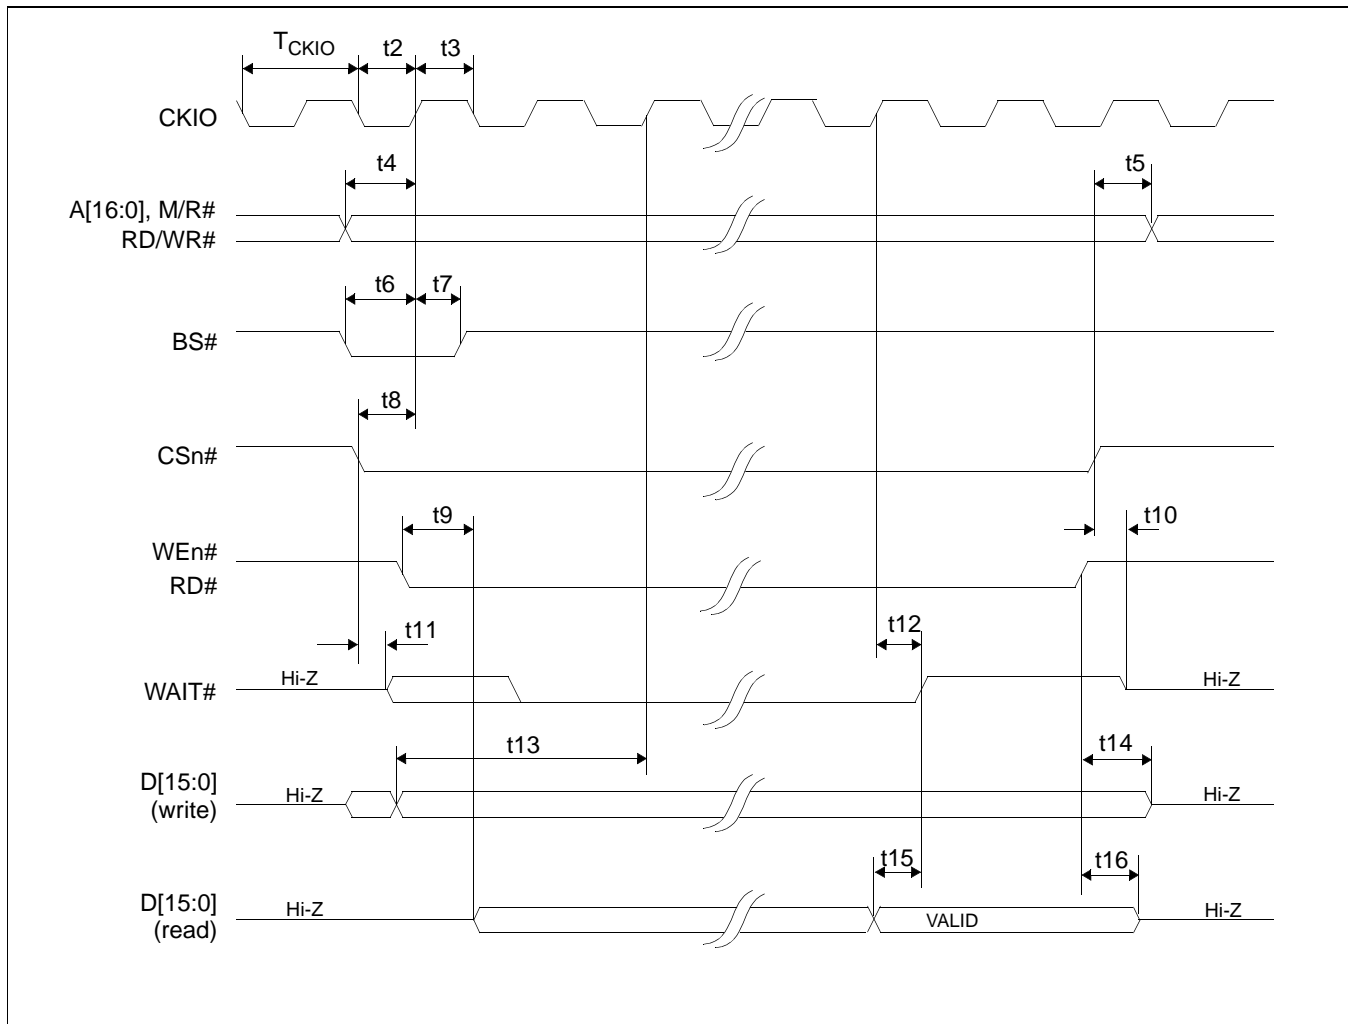 TCKIO t2 t3
CKIO
t4 t5
A[16:0], M/R#
RD/WR#
t6 t7
BS#
t8
CSn#
t9 t10
WEn#
RD#
t11 t12
WAIT# Hi-Z Hi-Z
t13 t14
D[15:0]
(write) Hi-Z Hi-Z
t15 t16
D[15:0]
(read) Hi-Z VALID Hi-Z